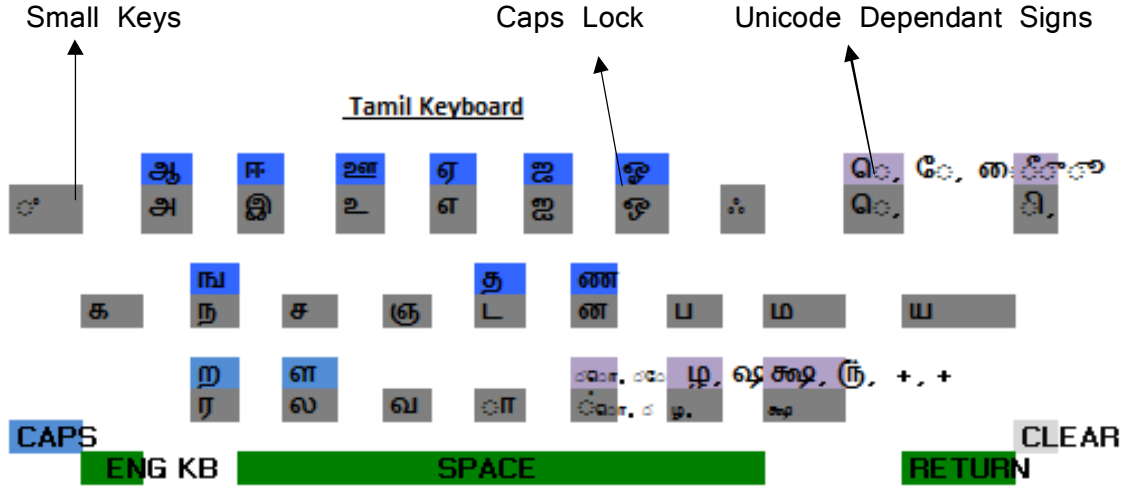 Small Keys Caps Lock Unicode Dependant Signs
Tamil Keyboard
ஆ ஈ ஊ ஏ ஐ ஓ ெ, ே,
அ இ உ எ ஐ ஒ ஃ ெ, ி,
ங த ண
க ந ச ஞ ட ன ப ம ய
ற ள ழ, ஷ க்ஷ, +, +
ர ல வ ா ழ, க்ஷ
CAPS CLEAR
ENG KB SPACE RETURN